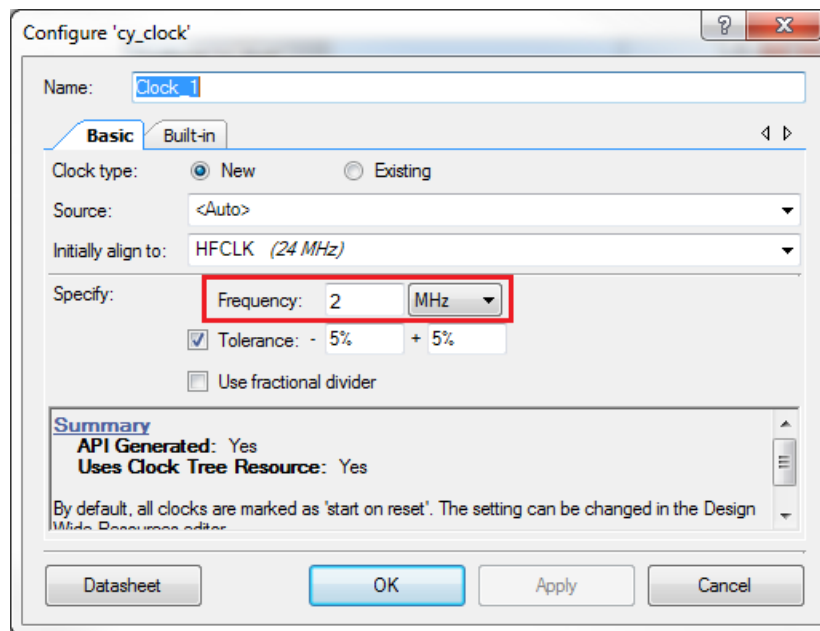 Configure 'cy_clock'
Name: Clock_1
Basic Built-in
Clock type: New Existing
Source: <Auto>
Initially align to: HFCLK (24 MHz)
Specify: Frequency: 2 MHz
Tolerance: - 5% + 5%
Use fractional divider
Summary
API Generated: Yes
Uses Clock Tree Resource: Yes
By default, all clocks are marked as 'start on reset'. The setting can be changed in the Design
Wide Resources editor
Datasheet OK Apply Cancel